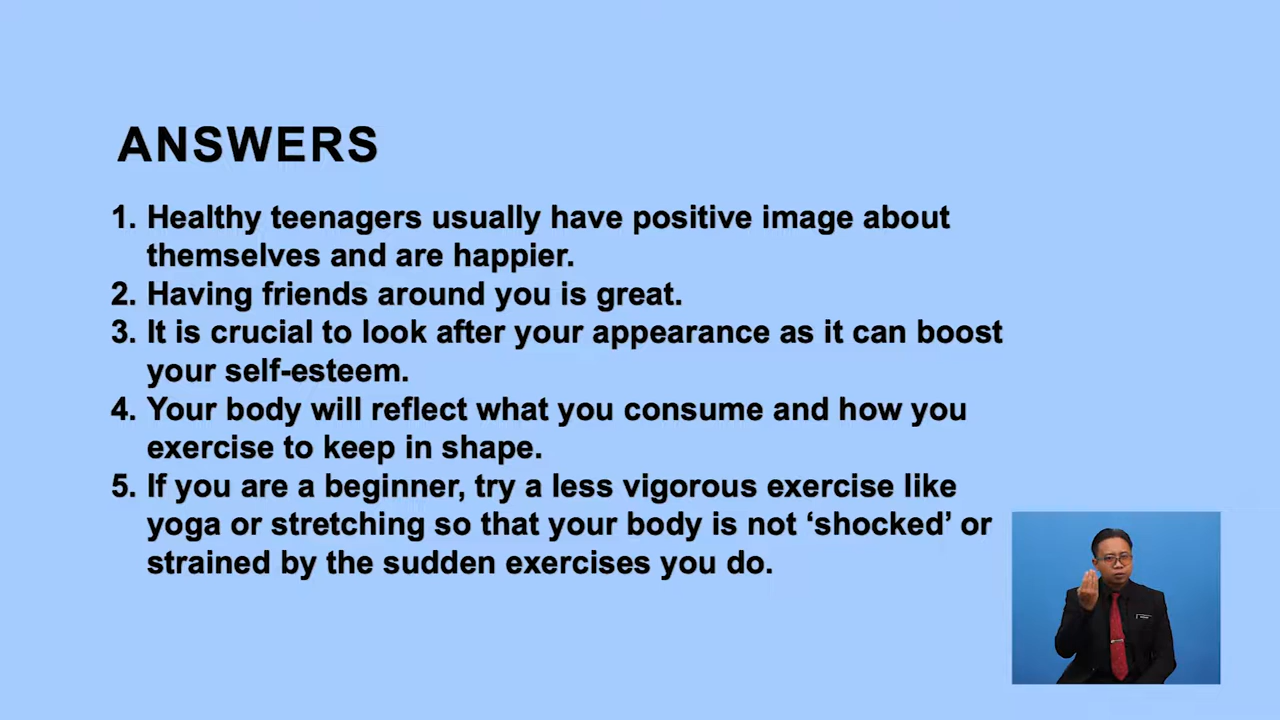 ANSWERS
1. Healthy teenagers usually have positive image about
themselves and are happier.
2. Having friends around you is great.
3. It is crucial to look after your appearance as it can boost
your self-esteem.
4. Your body will reflect what you consume and how you
exercise to keep in shape.
5. If you are a beginner, try a less vigorous exercise like
yoga or stretching so that your body is not ‘shocked’ or
strained by the sudden exercises you do.